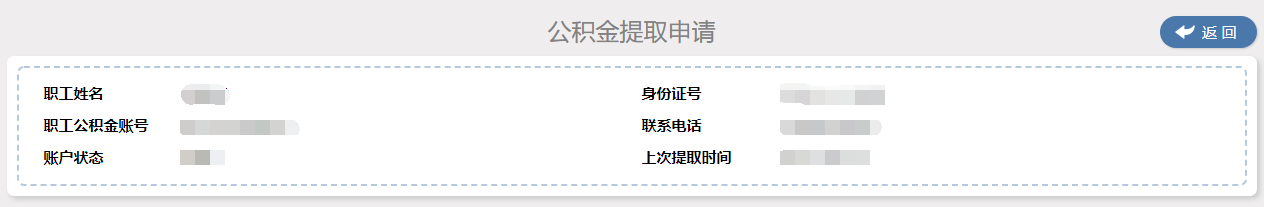 公积金提取申请
返回
职工姓名 身份证号
职工公积金账号 联系电话
账户状态 上次提取时间